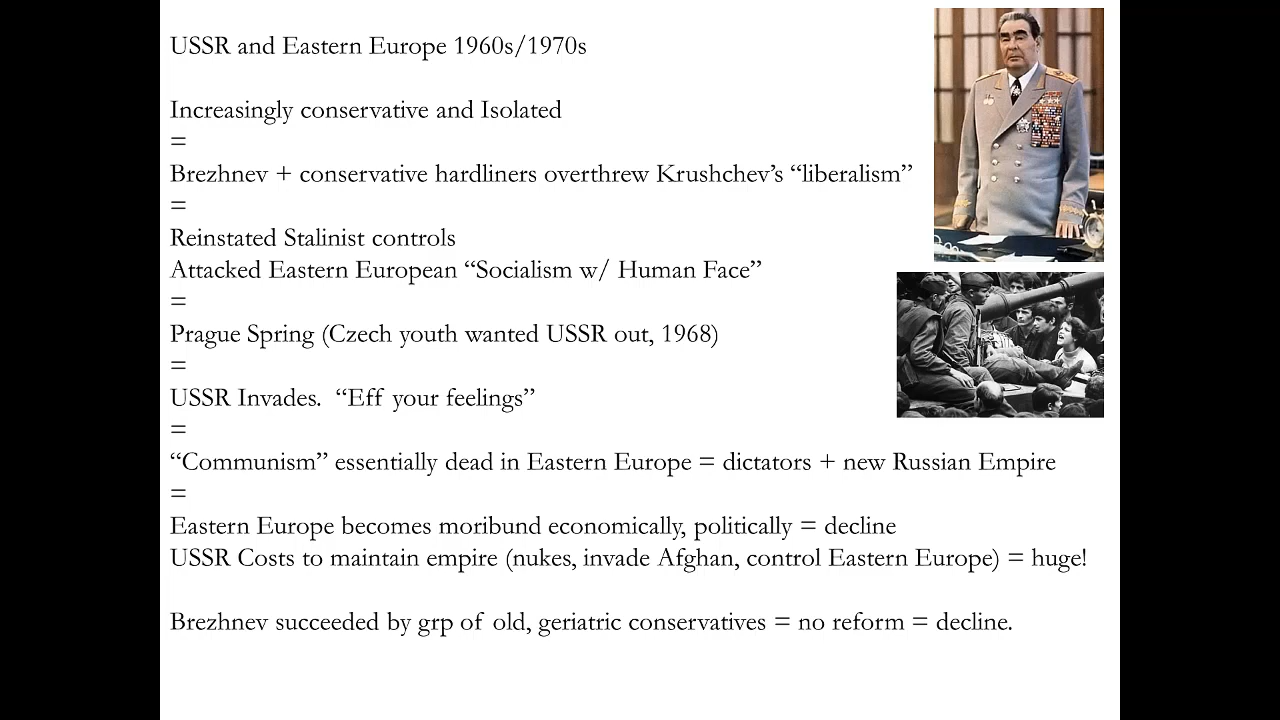 USSR and Eastern Europe 1960s/1970s
Increasingly conservative and Isolated
=
Brezhnev + conservative hardliners overthrew Krushchev’s “liberalism”
=
Reinstated Stalinist controls
Attacked Eastern European “Socialism w/ Human Face”
=
Prague Spring (Czech youth wanted USSR out, 1968)
=
USSR Invades.  “Eff your feelings”
=
“Communism” essentially dead in Eastern Europe = dictators + new Russian Empire
=
Eastern Europe becomes moribund economically, politically = decline
USSR Costs to maintain empire (nukes, invade Afghan, control Eastern Europe) = huge!
Brezhnev succeeded by grp of old, geriatric conservatives = no reform = decline.